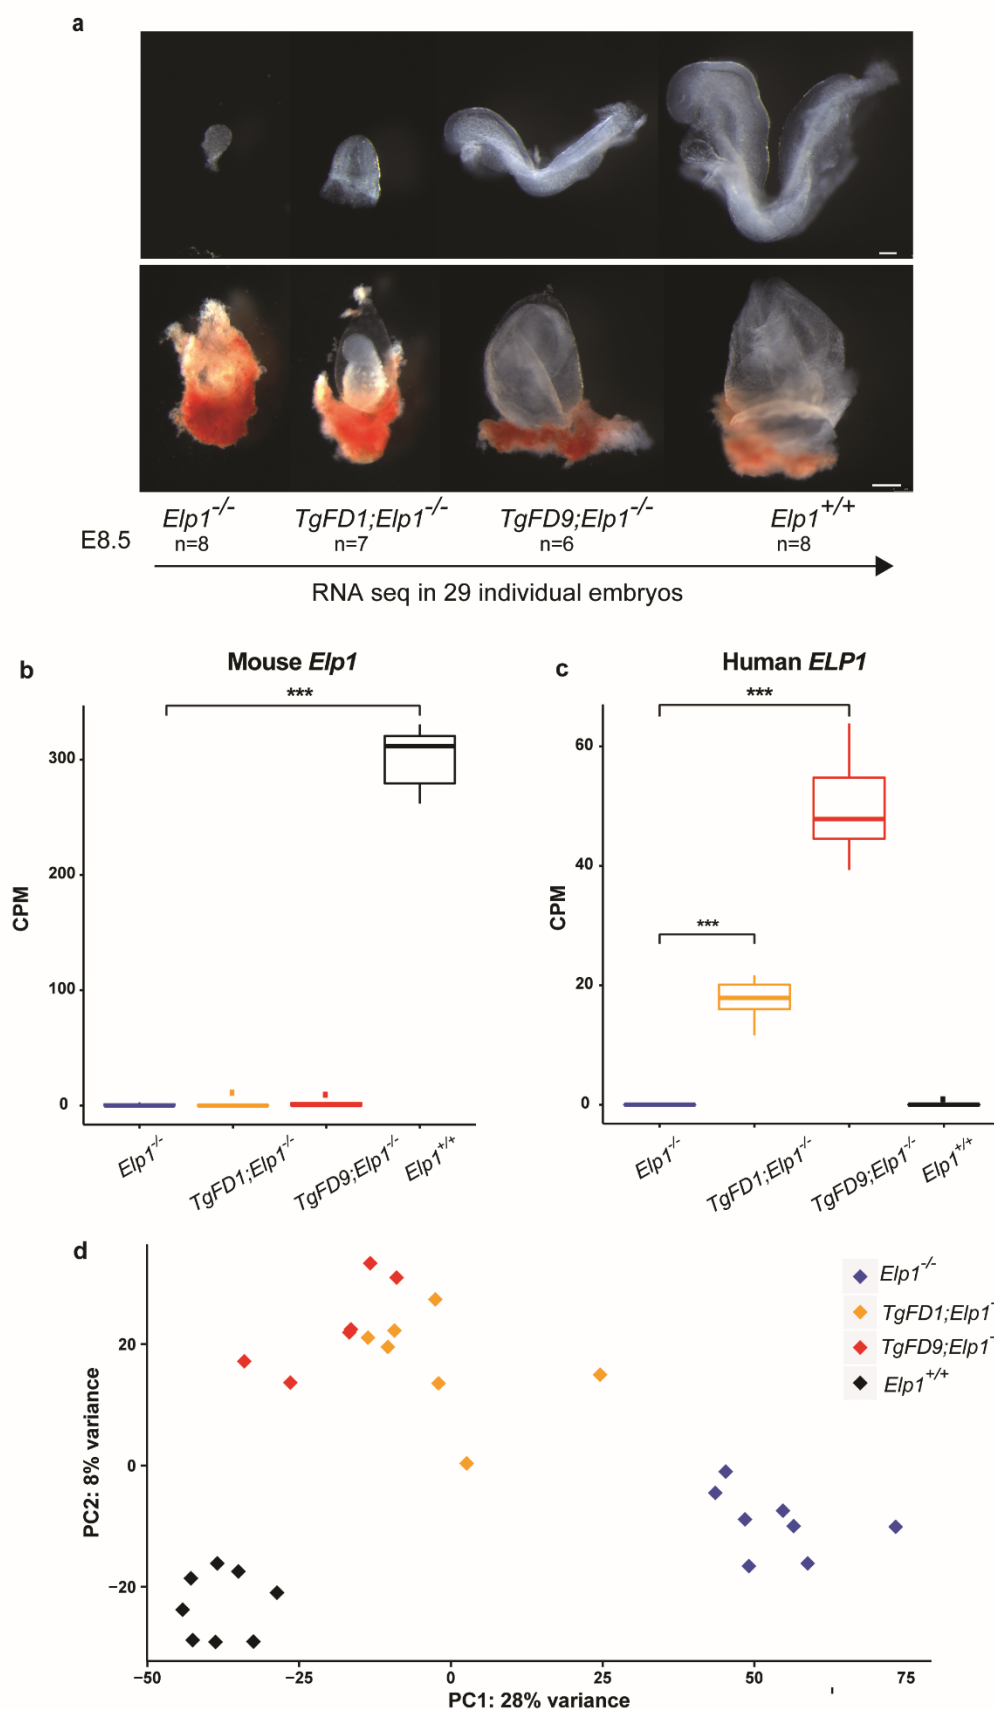 a
Elp1-/- TgFD1;Elp1-/- TgFD9;Elp1-/- Elp1+/+
E8.5 n=8 n=7 n=6 n=8
RNA seq in 29 individual embryos
b Mouse Elp1
***
300
200
100
0
CPM
Elp1-/- TgFD1;Elp1-/- TgFD9;Elp1-/- Elp1+/+
c Human ELP1
***
60
40
***
20
0
CPM
Elp1-/- TgFD1;Elp1-/- TgFD9;Elp1-/- Elp1+/+
d
Elp1-/-
TgFD1;Elp1-
TgFD9;Elp1-
Elp1+/+
20
0
−20
PC2: 8% variance
−50 −25 0 25 50 75
PC1: 28% variance